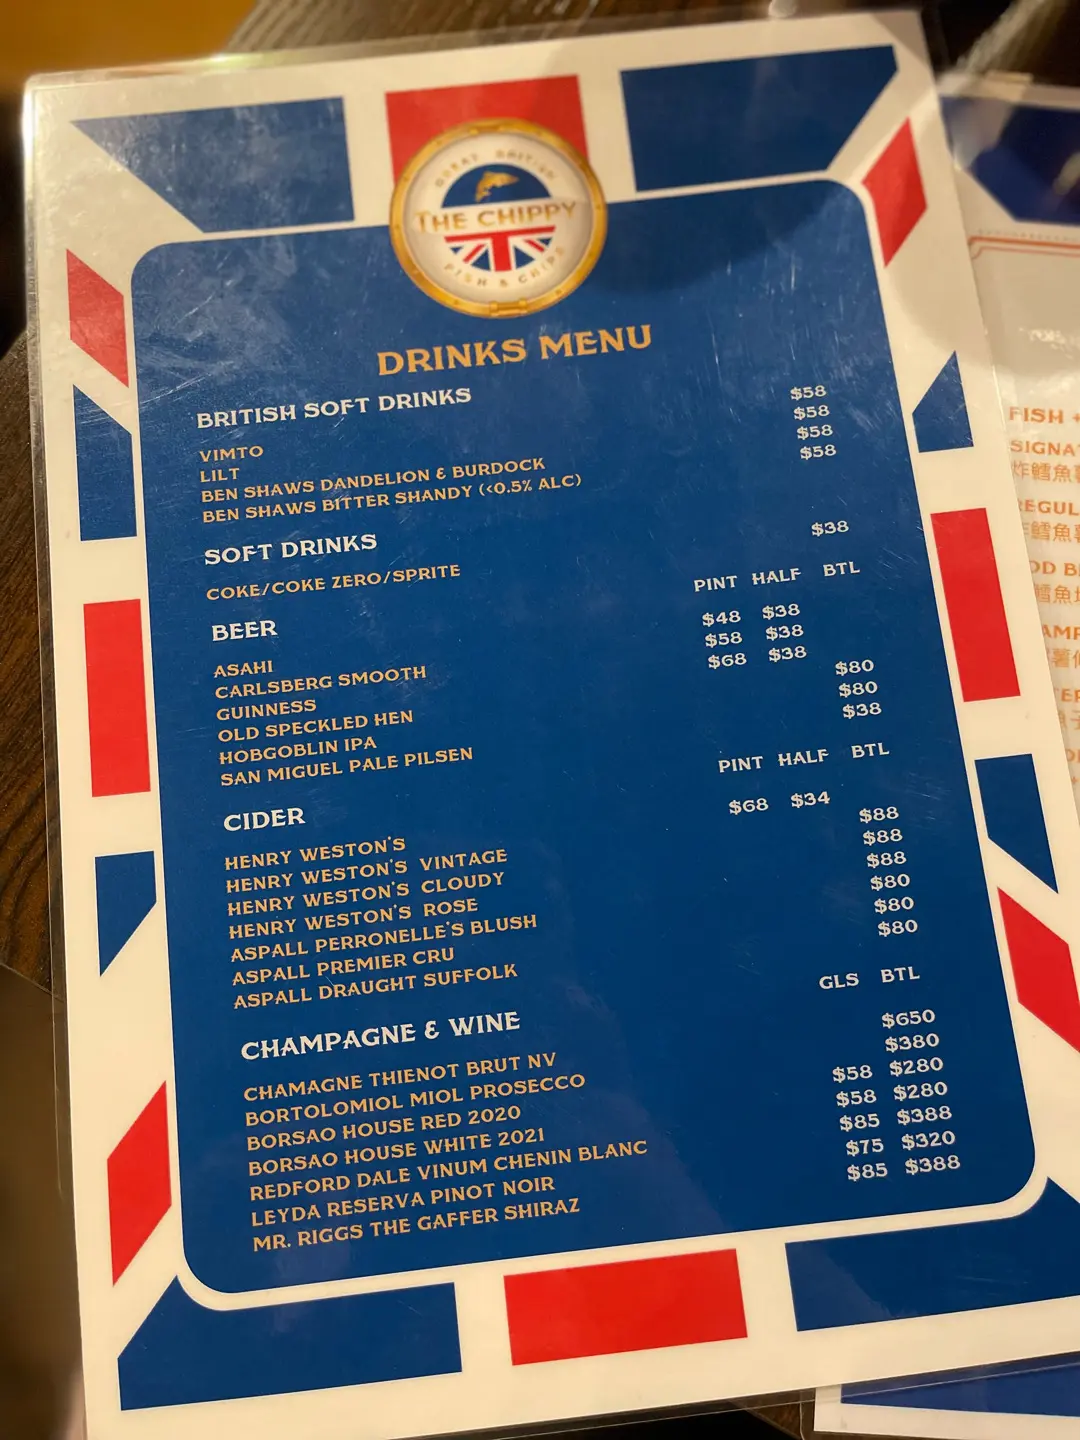 GREAT BRITISH
THE CHIPPY
FISH & CHIPS
DRINKS MENU
BRITISH SOFT DRINKS
VIMTO $58
LILT $58
BEN SHAWS DANDELION & BURDOCK $58
BEN SHAWS BITTER SHANDY (<0.5% ALC) $58
SOFT DRINKS
COKE/COKE ZERO/SPRITE $38
BEER PINT HALF BTL
ASAHI $48 $38
CARLSBERG SMOOTH $58 $38
GUINNESS $68 $38
OLD SPECKLED HEN $80
HOBGOBLIN IPA $80
SAN MIGUEL PALE PILSEN $38
CIDER PINT HALF BTL
HENRY WESTON'S $68 $34
HENRY WESTON'S VINTAGE $88
HENRY WESTON'S CLOUDY $88
HENRY WESTON'S ROSE $88
ASPALL PERRONELLE'S BLUSH $80
ASPALL PREMIER CRU $80
ASPALL DRAUGHT SUFFOLK $80
CHAMPAGNE & WINE GLS BTL
CHAMAGNE THIENOT BRUT NV $650
BORTOLOMIOL MIOL PROSECCO $380
BORSAO HOUSE RED 2020 $58 $280
BORSAO HOUSE WHITE 2021 $58 $280
REDFORD DALE VINUM CHENIN BLANC $85 $388
LEYDA RESERVA PINOT NOIR $75 $320
MR. RIGGS THE GAFFER SHIRAZ $85 $388
FISH +
SIGNA
炸鱈魚